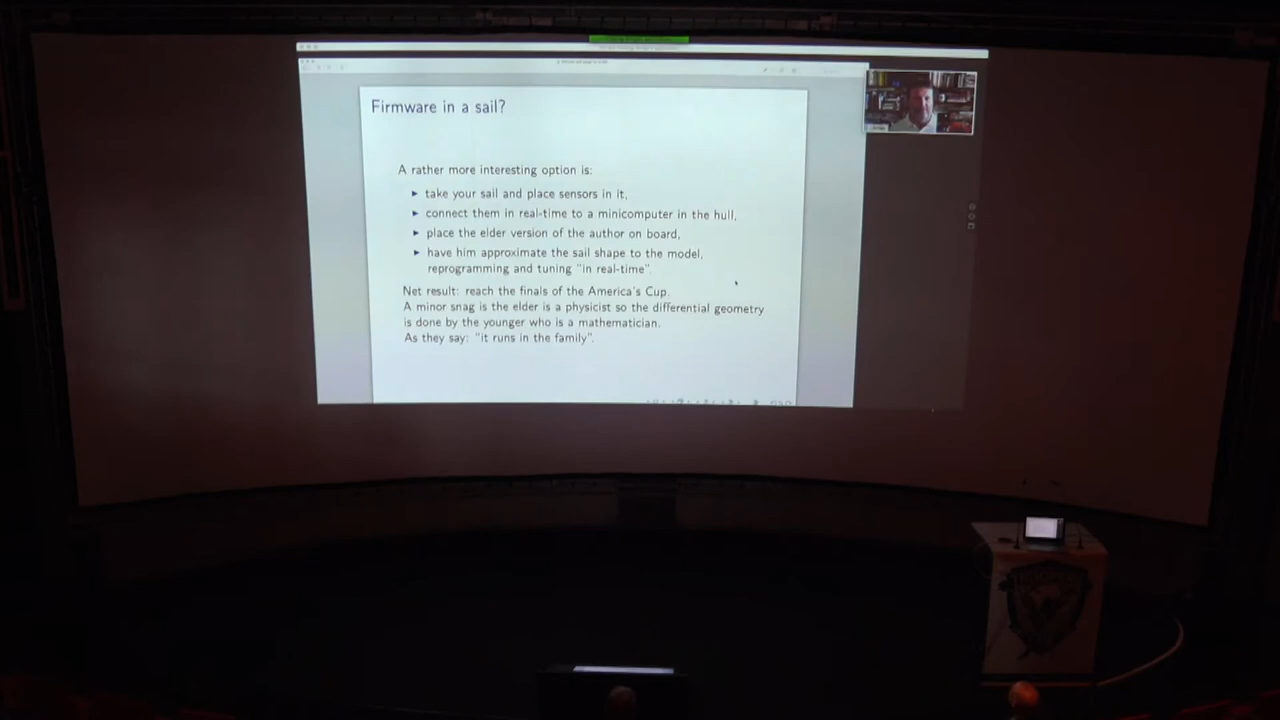 Firmware in a sail?
A rather more interesting option is:
► take your sail and place sensors in it,
► connect them in real-time to a minicomputer in the hull,
► place the elder version of the author on board,
► have him approximate the sail shape to the model,
reprogramming and tuning "in real-time".
Net result: reach the finals of the America's Cup.
A minor snag is the elder is a physicist so the differential geometry
is done by the younger who is a mathematician.
As they say: "it runs in the family".